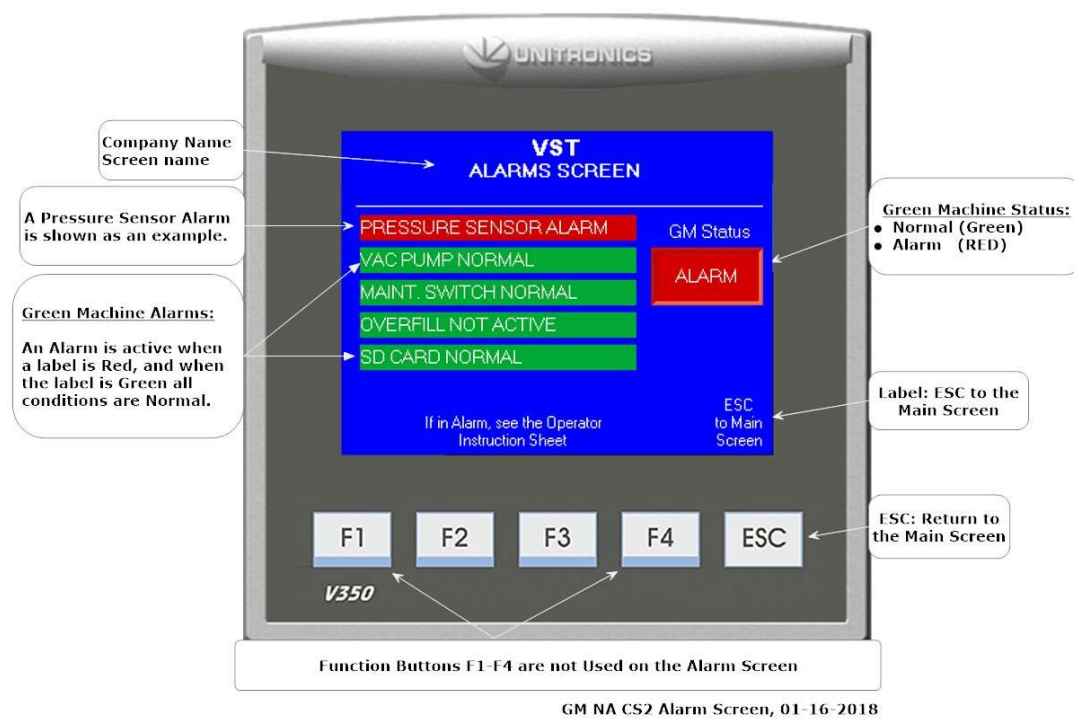 UNITRONICS
Company Name
Screen name
VST
ALARMS SCREEN
A Pressure Sensor Alarm
is shown as an example.
PRESSURE SENSOR ALARM
GM Status
Green Machine Status:
• Normal (Green)
• Alarm (RED)
VAC PUMP NORMAL
ALARM
MAINT. SWITCH NORMAL
Green Machine Alarms:
An Alarm is active when
a label is Red, and when
the label is Green all
conditions are Normal.
OVERFILL NOT ACTIVE
SD CARD NORMAL
Label: ESC to the
Main Screen
If in Alarm, see the Operator
Instruction Sheet
ESC
to Main
Screen
F1 F2 F3 F4 ESC
ESC: Return to
the Main Screen
V350
Function Buttons F1-F4 are not Used on the Alarm Screen
GM NA CS2 Alarm Screen, 01-16-2018